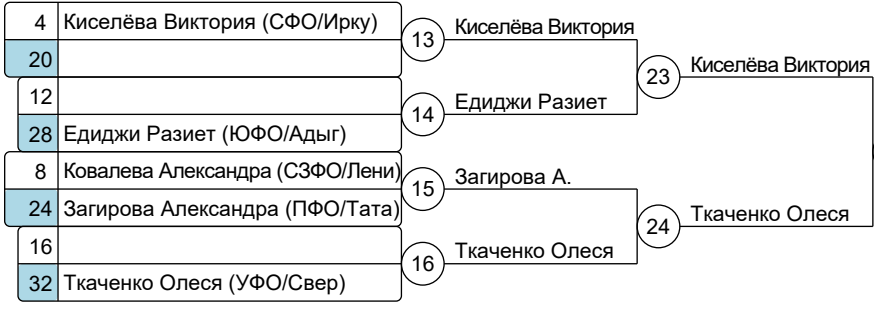 4 Киселёва Виктория (СФО/Ирку)
20
12
28 Едиджи Разиет (ЮФО/Адыг)
8 Ковалева Александра (СЗФО/Лени)
24 Загирова Александра (ПФО/Тата)
16
32 Ткаченко Олеся (УФО/Свер)
13 Киселёва Виктория
14 Едиджи Разиет
15 Загирова А.
16 Ткаченко Олеся
23 Киселёва Виктория
24 Ткаченко Олеся